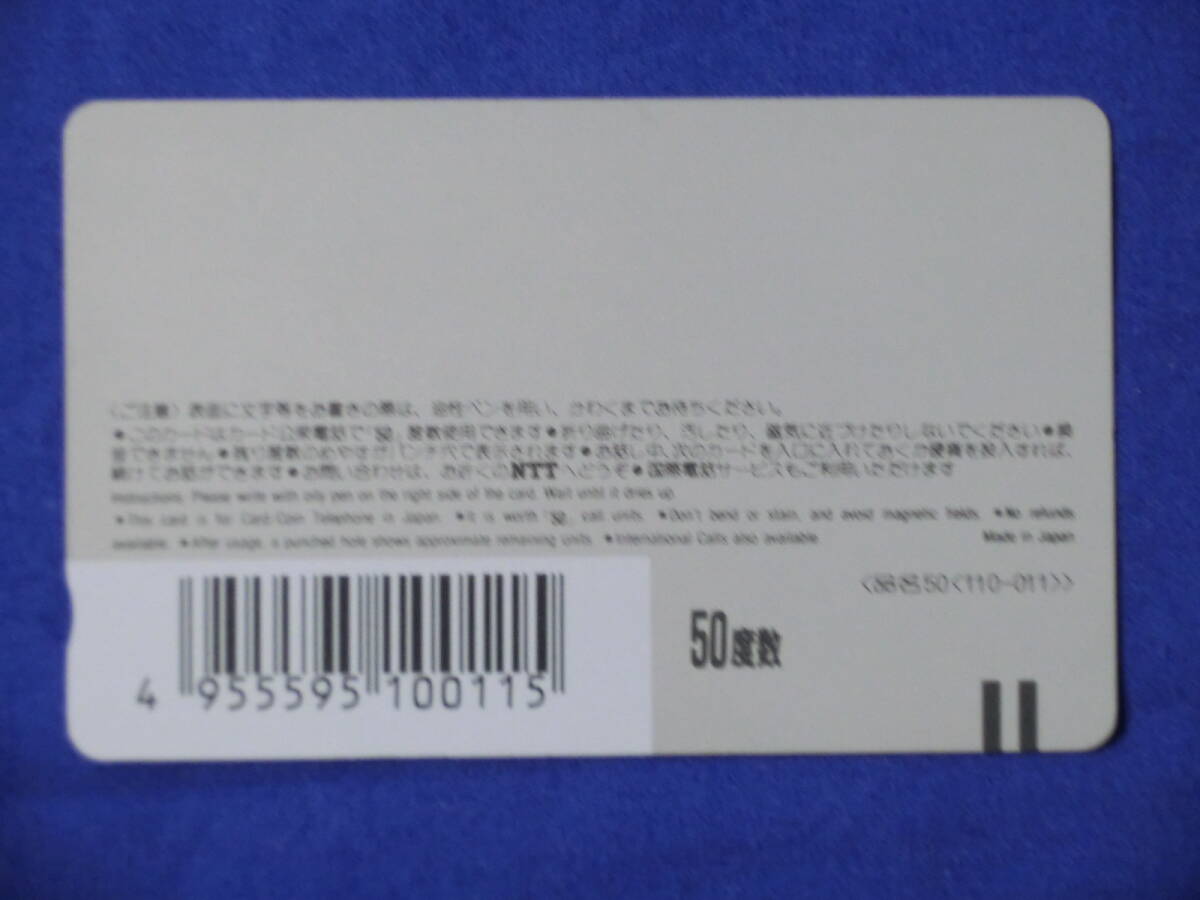 〈ご注意〉表面に文字等をお書きの際は、油性ペンを用い、かわくまでお待ちください。
●このカードはカード公衆電話で「50」度数使用できます●折り曲げたり、汚したり、磁気に近づけたりしないでください●換
金できません●残り度数のめやすがパンチ穴で表示されます●お話し中、次のカードを入口に入れておくか硬貨を投入すれば、
続けてお話ができます●お問い合わせは、お近くのNTTへどうぞ●国際電話サービスもご利用いただけます
Instructions. Please write with oily pen on the right side of the card. Wait until it dries up.
●This card is for Card-Coin Telephone in Japan. ●It is worth「50」call units. ●Don't bend or stain, and avoid magnetic fields. ●No refunds
available. ●After usage, a punched hole shows approximate remaining units. ●International Calls also available.
Made in Japan
〈品名50〈110-011〉〉
50度数
4 955595 100115